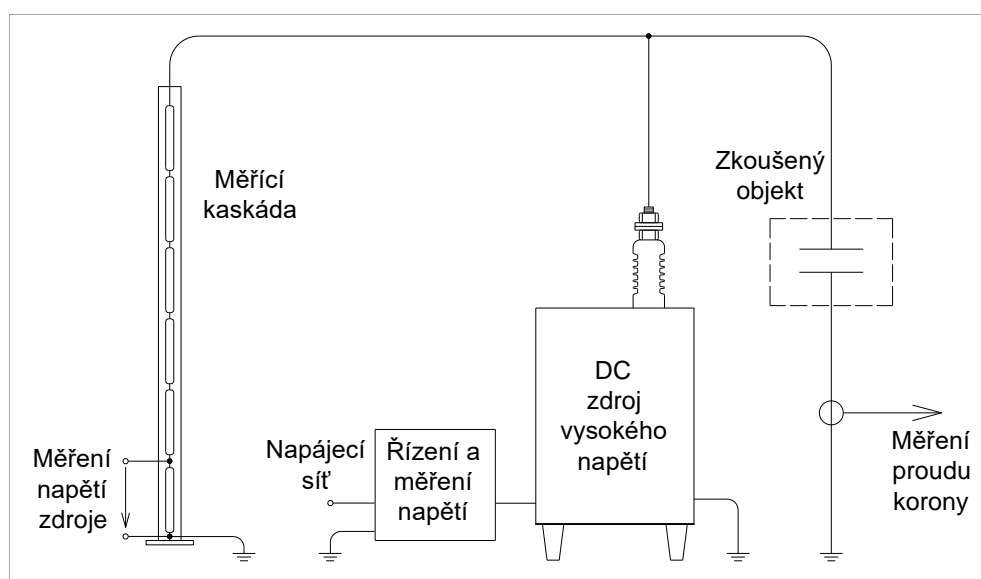 Měřící
kaskáda
Zkoušený
objekt
DC
zdroj
vysokého
napětí
Napájecí
síť
Řízení a
měření
napětí
Měření
napětí
zdroje
Měření
proudu
korony